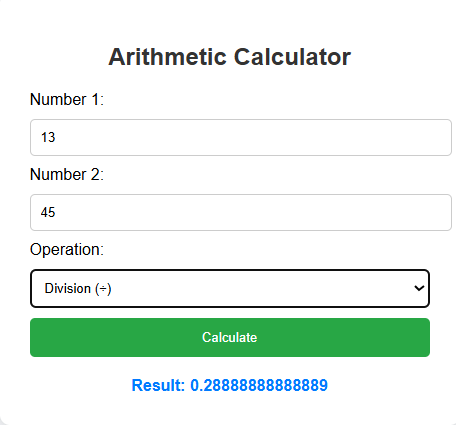 Arithmetic Calculator
Number 1:
13
Number 2:
45
Operation:
Division (÷)
Calculate
Result: 0.28888888888889